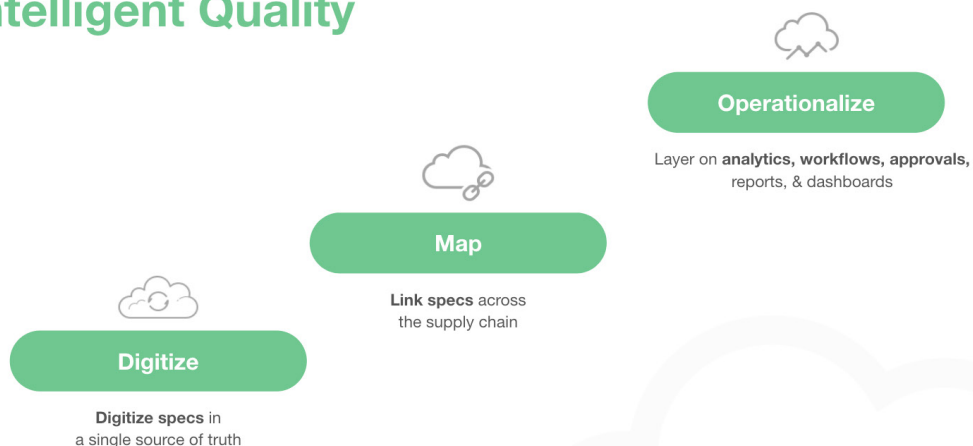 ntelligent Quality
Operationalize
Layer on analytics, workflows, approvals,
reports, & dashboards
Map
Link specs across
the supply chain
Digitize
Digitize specs in
a single source of truth